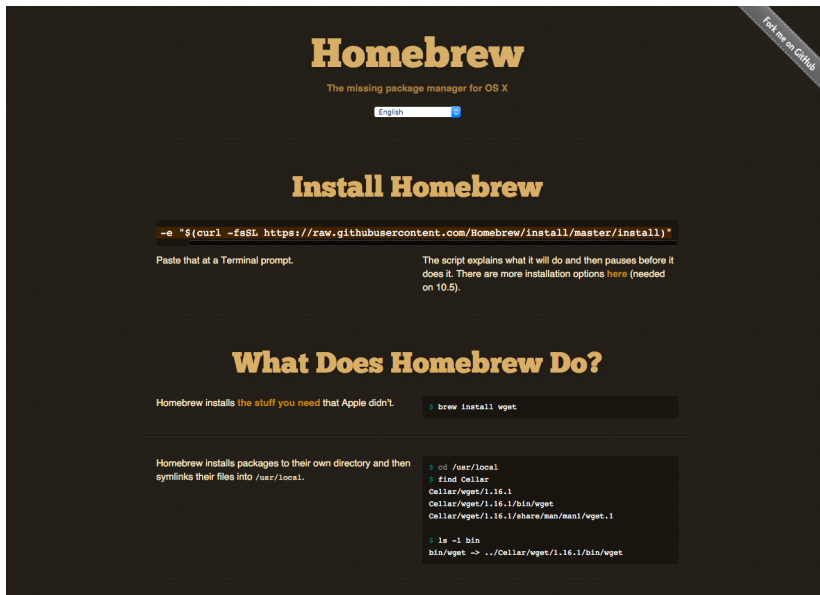 Fork me on GitHub
Homebrew
The missing package manager for OS X
English
Install Homebrew
-e "$(curl -fsSL https://raw.githubusercontent.com/Homebrew/install/master/install)"
Paste that at a Terminal prompt.
The script explains what it will do and then pauses before it
does it. There are more installation options here (needed
on 10.5).
What Does Homebrew Do?
Homebrew installs the stuff you need that Apple didn’t.
$ brew install wget
Homebrew installs packages to their own directory and then
symlinks their files into /usr/local.
$ cd /usr/local
$ find Cellar
Cellar/wget/1.16.1
Cellar/wget/1.16.1/bin/wget
Cellar/wget/1.16.1/share/man/man1/wget.1
$ ls -l bin
bin/wget -> ../Cellar/wget/1.16.1/bin/wget